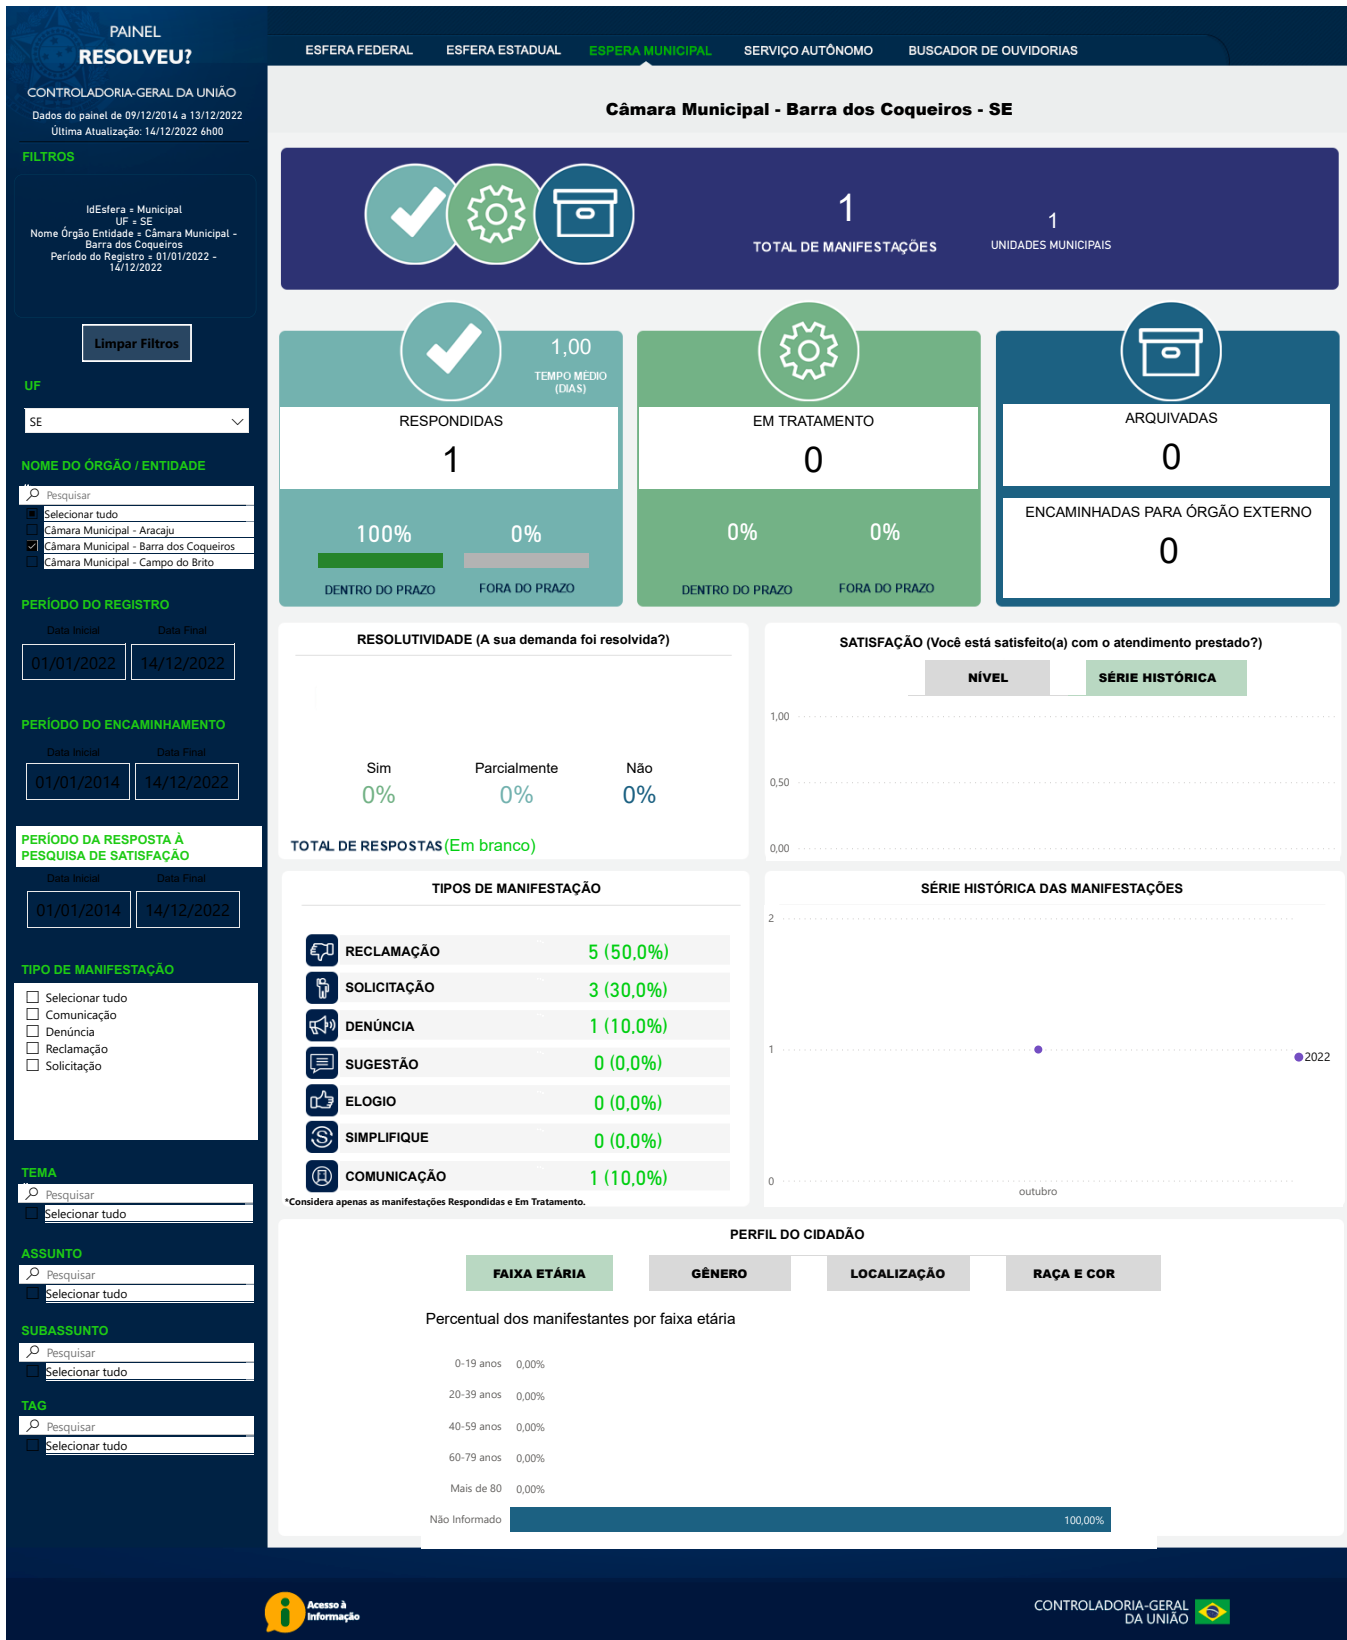 PAINEL
RESOLVEU?
CONTROLADORIA-GERAL DA UNIÃO
Dados do painel de 09/12/2014 a 13/12/2022
Última Atualização: 14/12/2022 6h00
FILTROS
IdEsfera = Municipal
UF = SE
Nome Órgão Entidade = Câmara Municipal -
Barra dos Coqueiros
Período do Registro = 01/01/2022 -
14/12/2022
Limpar Filtros
UF
SE
NOME DO ÓRGÃO / ENTIDADE
Pesquisar
Selecionar tudo
Câmara Municipal - Aracaju
Câmara Municipal - Barra dos Coqueiros
Câmara Municipal - Campo do Brito
PERÍODO DO REGISTRO
Data Inicial Data Final
01/01/2022 14/12/2022
PERÍODO DO ENCAMINHAMENTO
Data Inicial Data Final
01/01/2014 14/12/2022
PERÍODO DA RESPOSTA À
PESQUISA DE SATISFAÇÃO
Data Inicial Data Final
01/01/2014 14/12/2022
TIPO DE MANIFESTAÇÃO
Selecionar tudo
Comunicação
Denúncia
Reclamação
Solicitação
TEMA
Pesquisar
Selecionar tudo
ASSUNTO
Pesquisar
Selecionar tudo
SUBASSUNTO
Pesquisar
Selecionar tudo
TAG
Pesquisar
Selecionar tudo
ESFERA FEDERAL ESFERA ESTADUAL ESPERA MUNICIPAL SERVIÇO AUTÔNOMO BUSCADOR DE OUVIDORIAS
Câmara Municipal - Barra dos Coqueiros - SE
1
TOTAL DE MANIFESTAÇÕES
1
UNIDADES MUNICIPAIS
1,00
TEMPO MÉDIO
(DIAS)
RESPONDIDAS
1
100% 0%
DENTRO DO PRAZO FORA DO PRAZO
EM TRATAMENTO
0
0% 0%
DENTRO DO PRAZO FORA DO PRAZO
ARQUIVADAS
0
ENCAMINHADAS PARA ÓRGÃO EXTERNO
0
RESOLUTIVIDADE (A sua demanda foi resolvida?)
Sim Parcialmente Não
0% 0% 0%
TOTAL DE RESPOSTAS (Em branco)
SATISFAÇÃO (Você está satisfeito(a) com o atendimento prestado?)
NÍVEL SÉRIE HISTÓRICA
1,00
0,50
0,00
TIPOS DE MANIFESTAÇÃO
RECLAMAÇÃO 5 (50,0%)
SOLICITAÇÃO 3 (30,0%)
DENÚNCIA 1 (10,0%)
SUGESTÃO 0 (0,0%)
ELOGIO 0 (0,0%)
SIMPLIFIQUE 0 (0,0%)
COMUNICAÇÃO 1 (10,0%)
*Considera apenas as manifestações Respondidas e Em Tratamento.
SÉRIE HISTÓRICA DAS MANIFESTAÇÕES
2
1
2022
0
outubro
PERFIL DO CIDADÃO
FAIXA ETÁRIA GÊNERO LOCALIZAÇÃO RAÇA E COR
Percentual dos manifestantes por faixa etária
0-19 anos 0,00%
20-39 anos 0,00%
40-59 anos 0,00%
60-79 anos 0,00%
Mais de 80 0,00%
Não Informado 100,00%
Acesso à
Informação
CONTROLADORIA-GERAL
DA UNIÃO